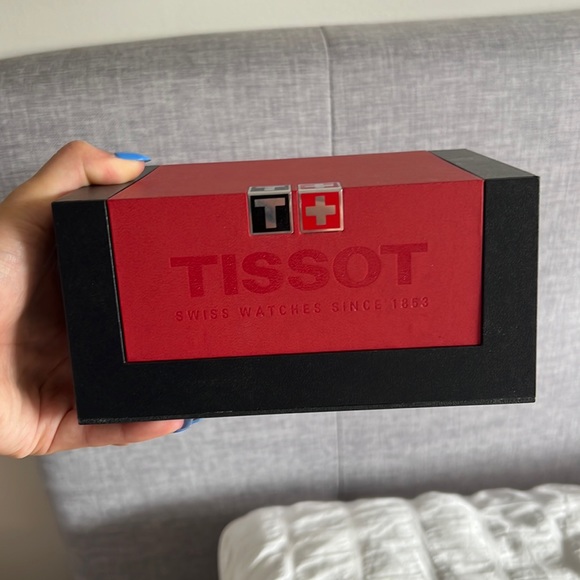 T+
TISSOT
SWISS WATCHES SINCE 1853